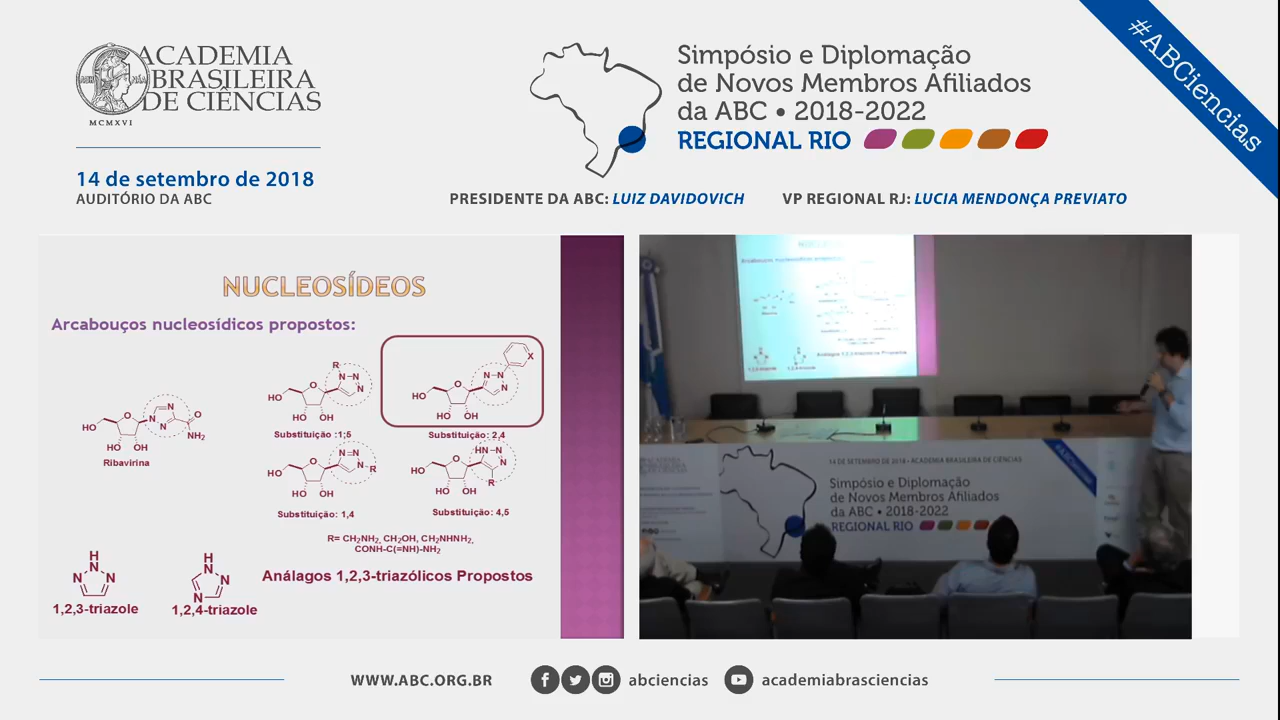 ACADEMIA
BRASILEIRA
DE CIÊNCIAS
MCMXVI
14 de setembro de 2018
AUDITÓRIO DA ABC
Simpósio e Diplomação
de Novos Membros Afiliados
da ABC • 2018-2022
REGIONAL RIO
#ABCiencias
PRESIDENTE DA ABC: LUIZ DAVIDOVICH VP REGIONAL RJ: LUCIA MENDONÇA PREVIATO
NUCLEOSÍDEOS
Arcabouços nucleosídicos propostos:
Ribavirina
Substituição :1;5
Substituição: 2,4
Substituição: 1,4
Substituição: 4,5
R= CH2NH2, CH2OH, CH2NHNH2,
CONH-C(=NH)-NH2
Análagos 1,2,3-triazólicos Propostos
1,2,3-triazole
1,2,4-triazole
14 DE SETEMBRO DE 2018 • ACADEMIA BRASILEIRA DE CIÊNCIAS
Simpósio e Diplomação
de Novos Membros Afiliados
da ABC • 2018-2022
REGIONAL RIO
WWW.ABC.ORG.BR
abciencias
academiabrasciencias